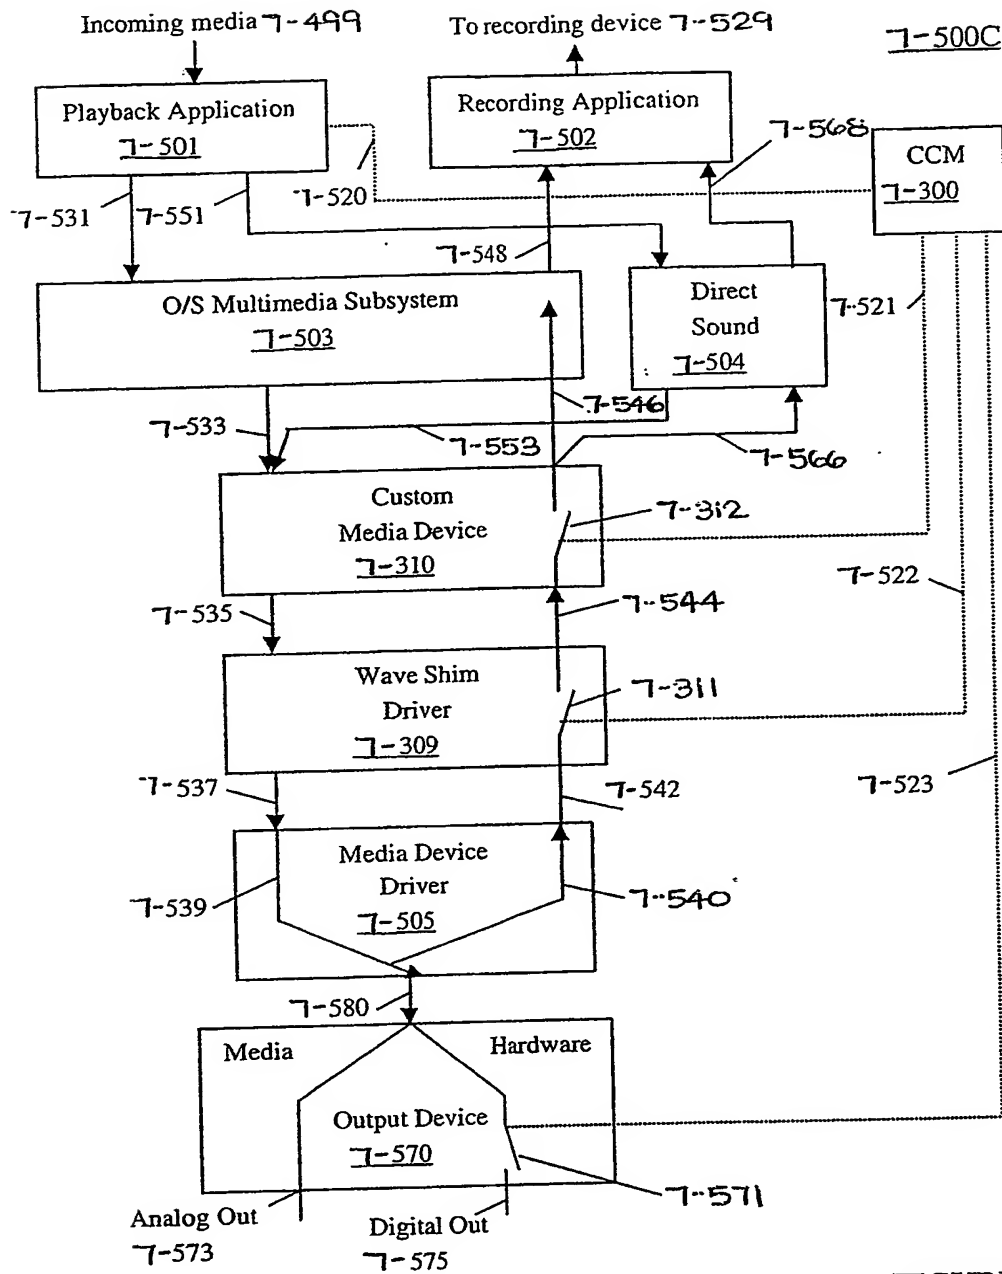 Incoming media 7-499
To recording device 7-529
7-500C
Playback Application
7-501
Recording Application
7-502
7-568
CCM
7-300
7-531
7-551
7-520
7-548
O/S Multimedia Subsystem
7-503
Direct
Sound
7-504
7-521
7-533
7-553
7-546
7-566
Custom
Media Device
7-310
7-312
7-522
7-535
7-544
Wave Shim
Driver
7-309
7-311
7-523
7-537
7-542
Media Device
Driver
7-505
7-539
7-540
7-580
Media
Hardware
Output Device
7-570
7-571
Analog Out
7-573
Digital Out
7-575